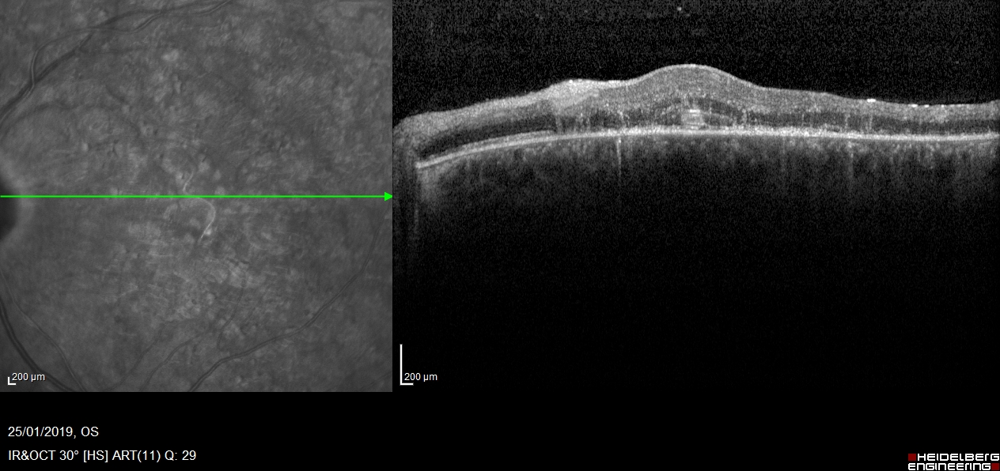 200 µm
200 µm
25/01/2019, OS
IR&OCT 30° [HS] ART(11) Q: 29
HEIDELBERG
ENGINEERING